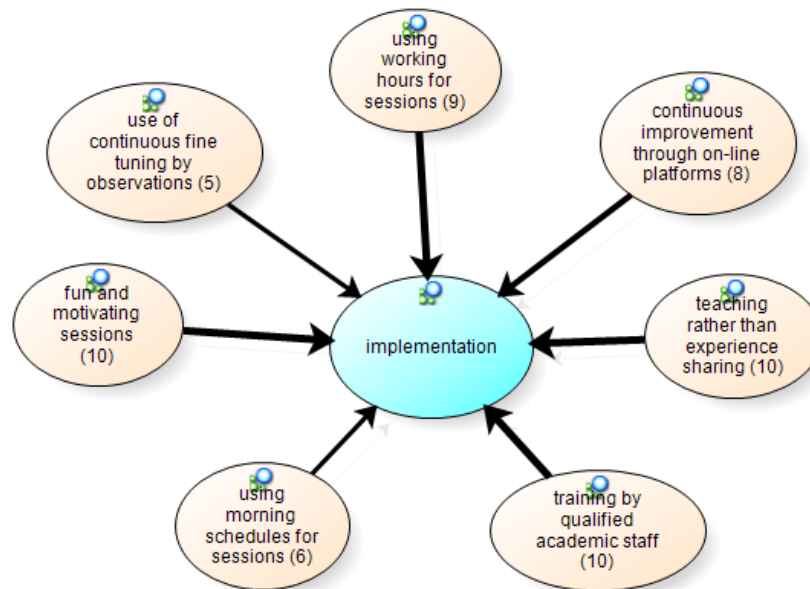 using
working
hours for
sessions (9)
use of
continuous fine
tuning by
observations (5)
continuous
improvement
through on-line
platforms (8)
fun and
motivating
sessions
(10)
implementation
teaching
rather than
experience
sharing (10)
using
morning
schedules for
sessions (6)
training by
qualified
academic staff
(10)